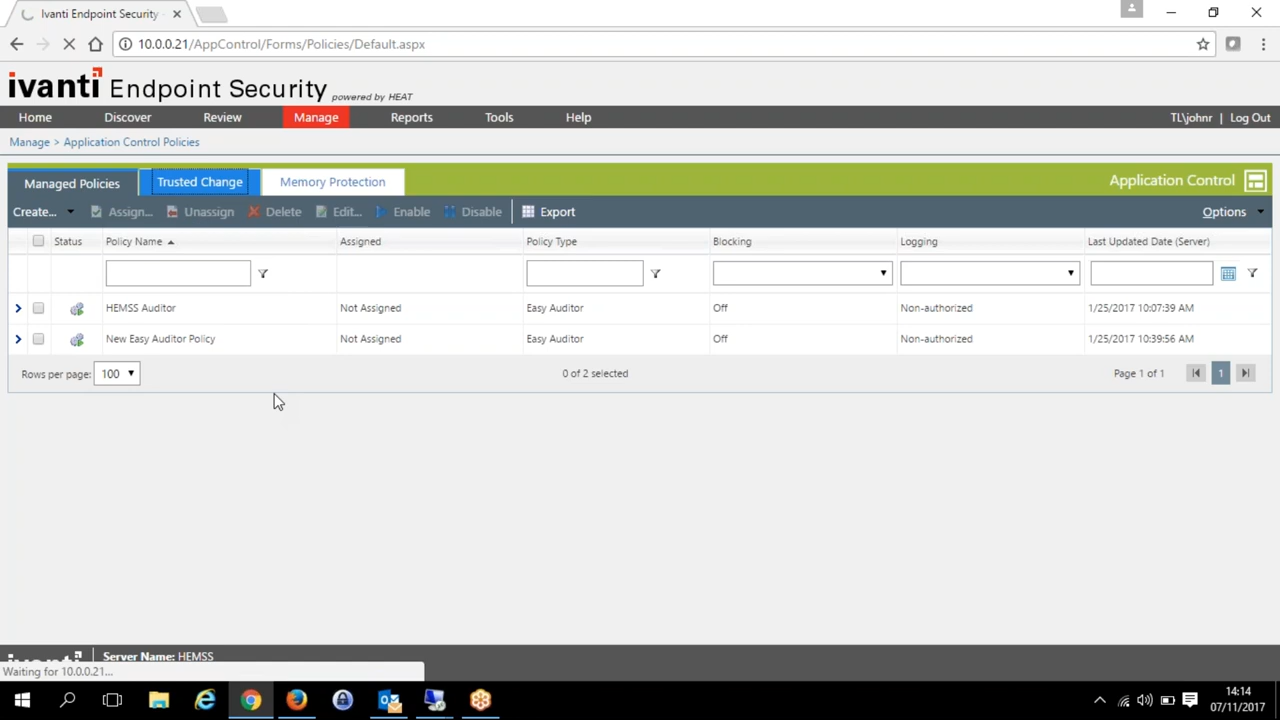 Ivanti Endpoint Security
10.0.0.21/AppControl/Forms/Policies/Default.aspx
ivanti Endpoint Security powered by HEAT
Home Discover Review Manage Reports Tools Help TL\johnr | Log Out
Manage > Application Control Policies
Managed Policies Trusted Change Memory Protection Application Control
Create... Assign... Unassign Delete Edit... Enable Disable Export Options
Status Policy Name Assigned Policy Type Blocking Logging Last Updated Date (Server)
HEMSS Auditor Not Assigned Easy Auditor Off Non-authorized 1/25/2017 10:07:39 AM
New Easy Auditor Policy Not Assigned Easy Auditor Off Non-authorized 1/25/2017 10:39:56 AM
Rows per page: 100 0 of 2 selected Page 1 of 1 1
ivanti Server Name: HEMSS
Waiting for 10.0.0.21...
14:14
07/11/2017